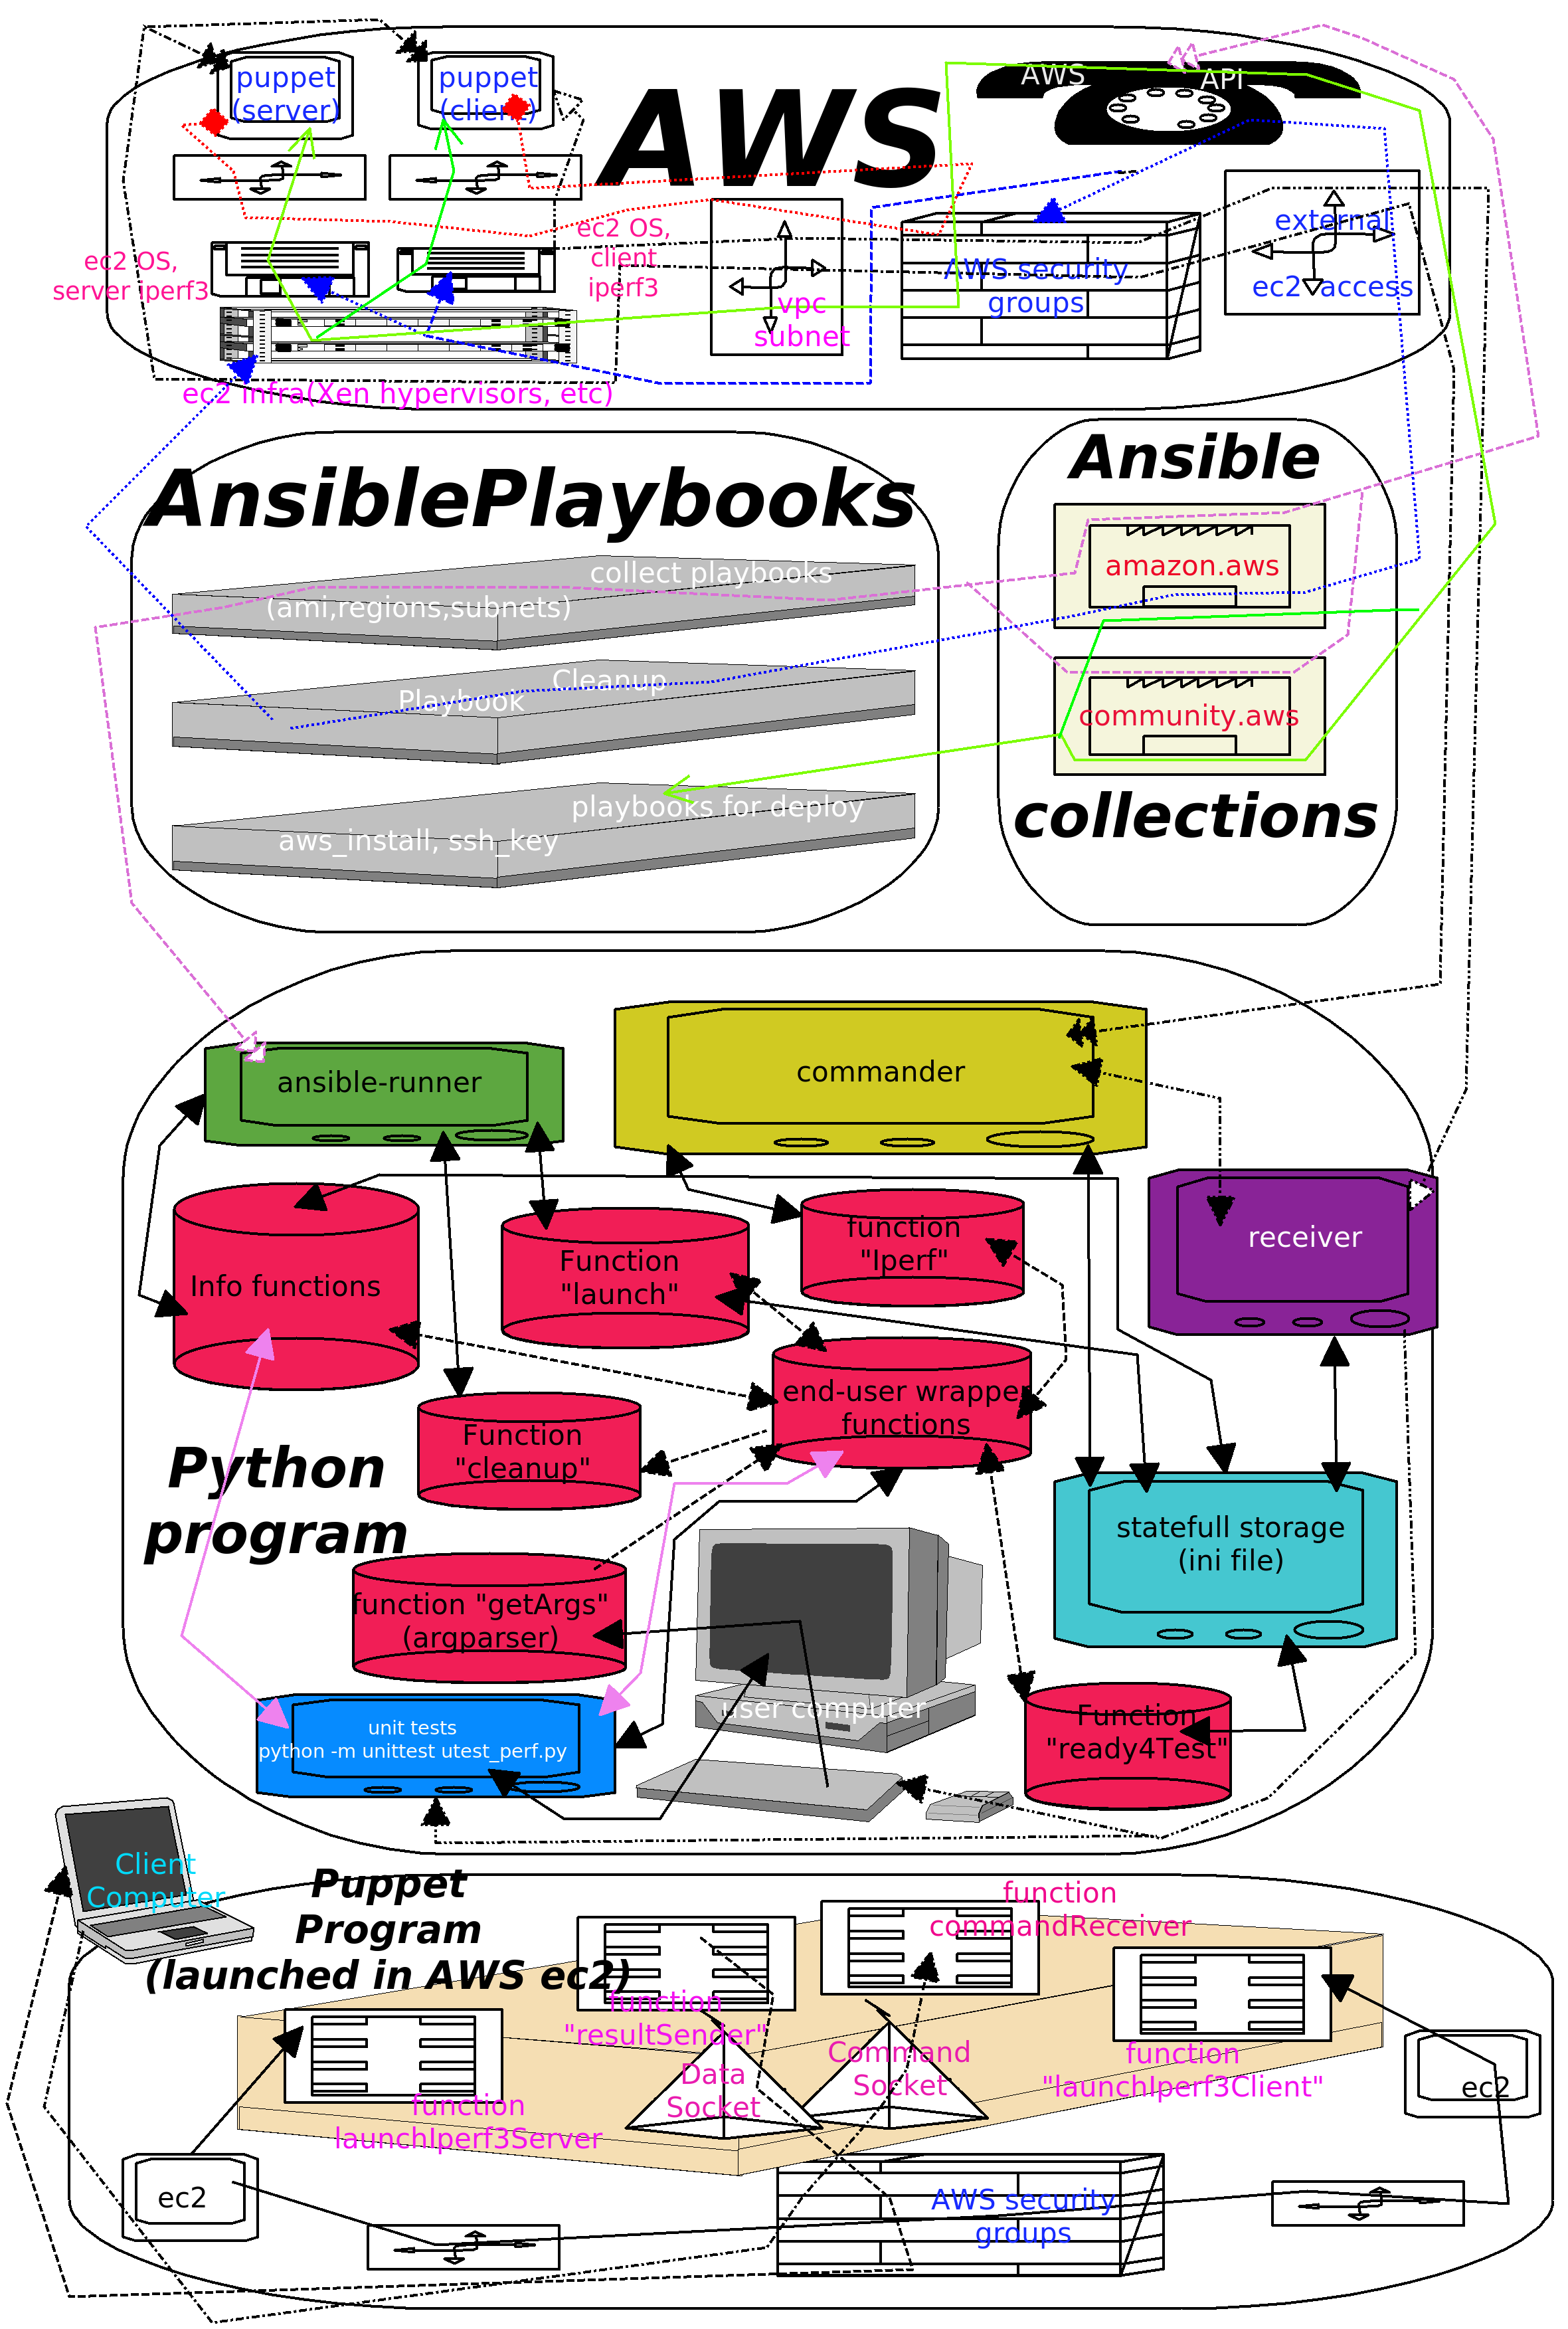 puppet
(server)
puppet
(client)
AWS
AWS
API
ec2 OS,
server iperf3
ec2 OS,
client
iperf3
vpc
subnet
AWS security
groups
external
ec2 access
ec2 infra(Xen hypervisors, etc)
AnsiblePlaybooks
collect playbooks
(ami,regions,subnets)
Cleanup
Playbook
playbooks for deploy
aws_install, ssh_key
Ansible
amazon.aws
community.aws
collections
ansible-runner
commander
receiver
Info functions
Function
"launch"
function
"Iperf"
end-user wrapper
functions
Function
"cleanup"
Python
program
statefull storage
(ini file)
function "getArgs"
(argparser)
user computer
unit tests
python -m unittest utest_perf.py
Function
"ready4Test"
Client
Computer
Puppet
Program
(launched in AWS ec2)
function
commandReceiver
function
"resultSender"
Data
Socket
Command
Socket
function
"launchIperf3Client"
function
launchIperf3Server
ec2
ec2
AWS security
groups